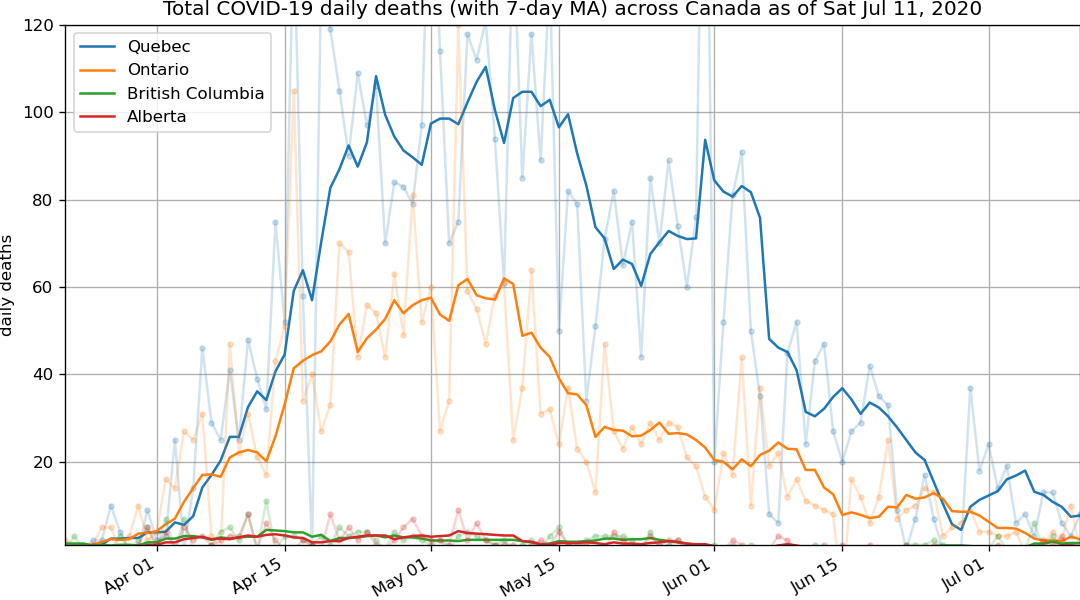 Total COVID-19 daily deaths (with 7-day MA) across Canada as of Sat Jul 11, 2020
120
100
80
60
40
20
daily deaths
Quebec
Ontario
British Columbia
Alberta
Apr 01
Apr 15
May 01
May 15
Jun 01
Jun 15
Jul 01